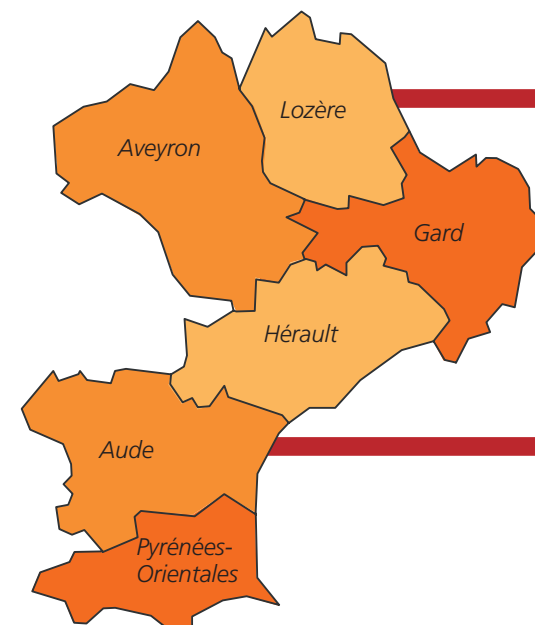 Lozère
Aveyron
Gard
Hérault
Aude
Pyrénées-
Orientales